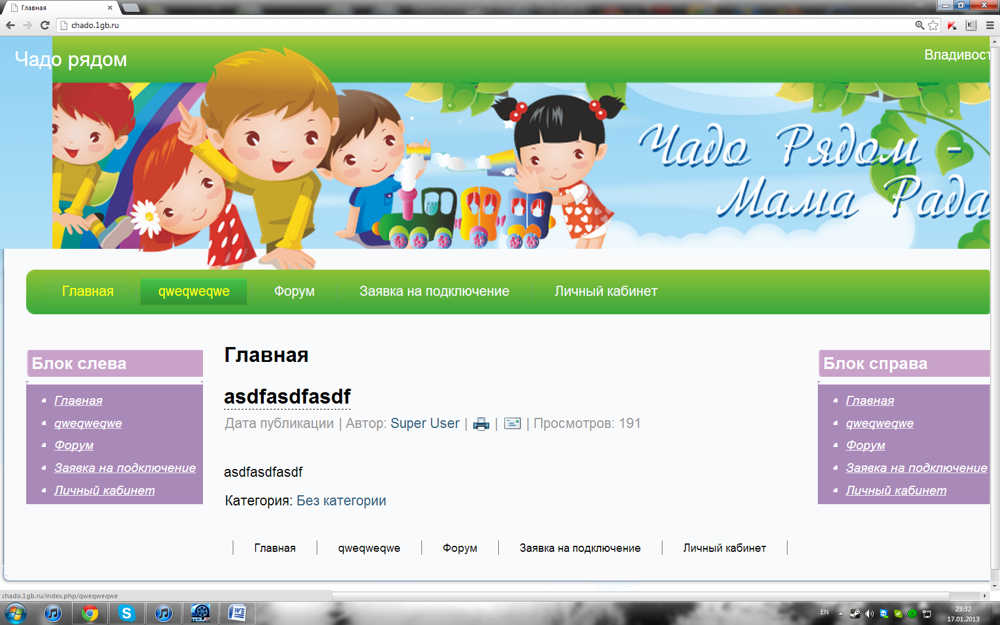 Главная
chado.1gb.ru
Чадо рядом
Владивост
Чадо Рядом -
Мама Рада
Главная
qweqweqwe
Форум
Заявка на подключение
Личный кабинет
Блок слева
Главная
qweqweqwe
Форум
Заявка на подключение
Личный кабинет
Главная
asdfasdfasdf
Дата публикации | Автор: Super User | | | Просмотров: 191
asdfasdfasdf
Категория: Без категории
Блок справа
Главная
qweqweqwe
Форум
Заявка на подключение
Личный кабинет
Главная | qweqweqwe | Форум | Заявка на подключение | Личный кабинет
chado.1gb.ru/index.php/qweqweqwe
EN
23:32
17.01.2013